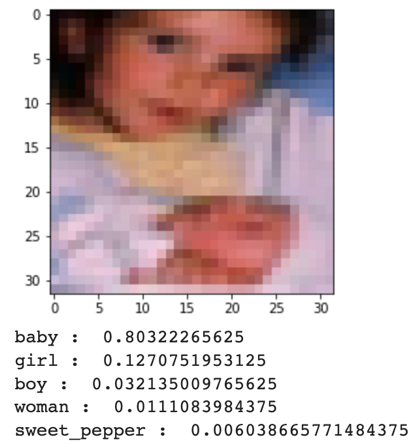 0
5
10
15
20
25
30
0 5 10 15 20 25 30
baby : 0.80322265625
girl : 0.1270751953125
boy : 0.032135009765625
woman : 0.0111083984375
sweet_pepper : 0.006038665771484375